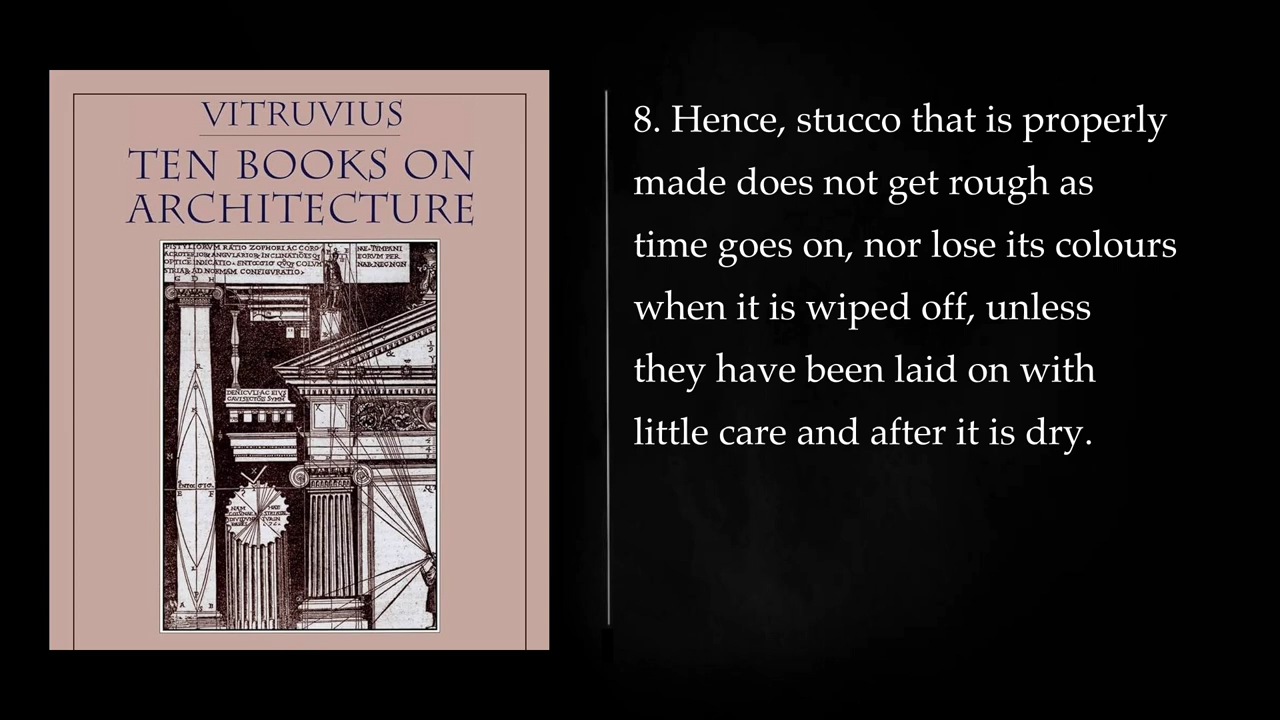 VITRUVIUS
TEN BOOKS ON
ARCHITECTURE
8. Hence, stucco that is properly
made does not get rough as
time goes on, nor lose its colours
when it is wiped off, unless
they have been laid on with
little care and after it is dry.